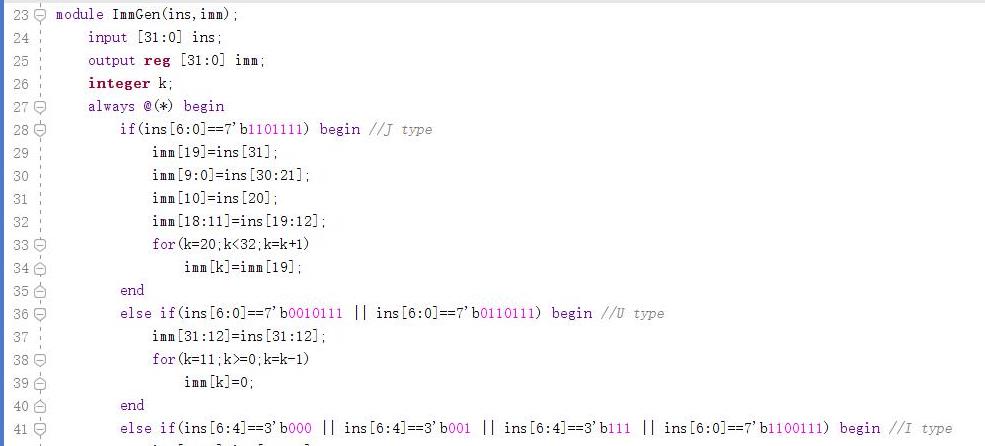 23 module ImmGen(ins,imm);
24 input [31:0] ins;
25 output reg [31:0] imm;
26 integer k;
27 always @(*) begin
28 if(ins[6:0]==7'b1101111) begin //J type
29 imm[19]=ins[31];
30 imm[9:0]=ins[30:21];
31 imm[10]=ins[20];
32 imm[18:11]=ins[19:12];
33 for(k=20;k<32;k=k+1)
34 imm[k]=imm[19];
35 end
36 else if(ins[6:0]==7'b0010111 || ins[6:0]==7'b0110111) begin //U type
37 imm[31:12]=ins[31:12];
38 for(k=11;k>=0;k=k-1)
39 imm[k]=0;
40 end
41 else if(ins[6:4]==3'b000 || ins[6:4]==3'b001 || ins[6:4]==3'b111 || ins[6:0]==7'b1100111) begin //I type